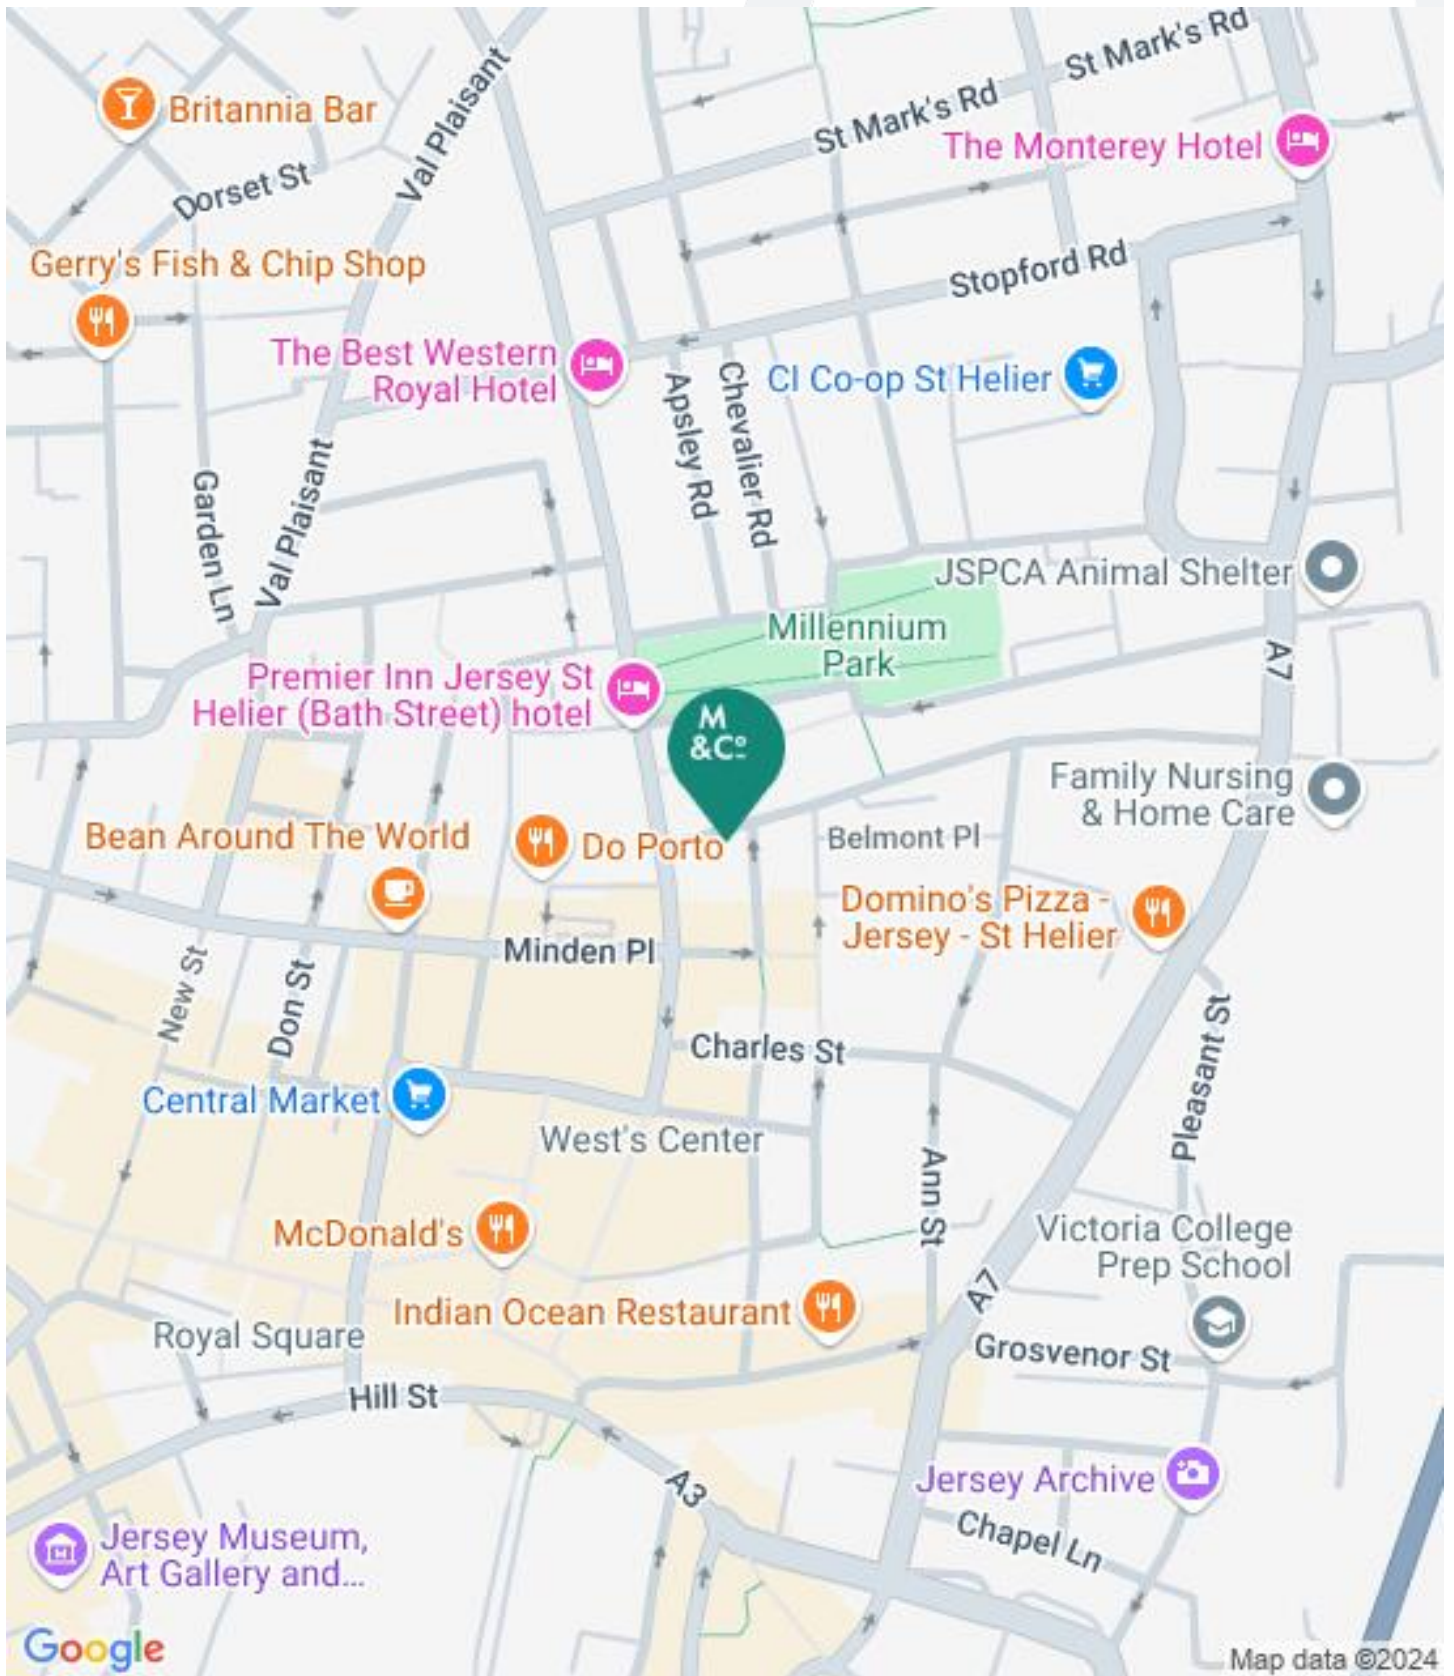 St Mark's Rd
St Mark's Rd
Britannia Bar
Val Plaisant
The Monterey Hotel
Dorset St
Gerry's Fish & Chip Shop
Stopford Rd
The Best Western
Royal Hotel
CI Co-op St Helier
Apsley Rd
Chevalier Rd
Garden Ln
Val Plaisant
JSPCA Animal Shelter
Millennium
Park
A7
Premier Inn Jersey St
Helier (Bath Street) hotel
M
&Cº
Family Nursing
& Home Care
Bean Around The World
Do Porto
Belmont Pl
Domino's Pizza -
Jersey - St Helier
Minden Pl
New St
Don St
Charles St
Pleasant St
Central Market
West's Center
Ann St
McDonald's
Victoria College
Prep School
Indian Ocean Restaurant
A7
Royal Square
Grosvenor St
Hill St
A3
Jersey Archive
Chapel Ln
Jersey Museum,
Art Gallery and...
Google
Map data ©2024